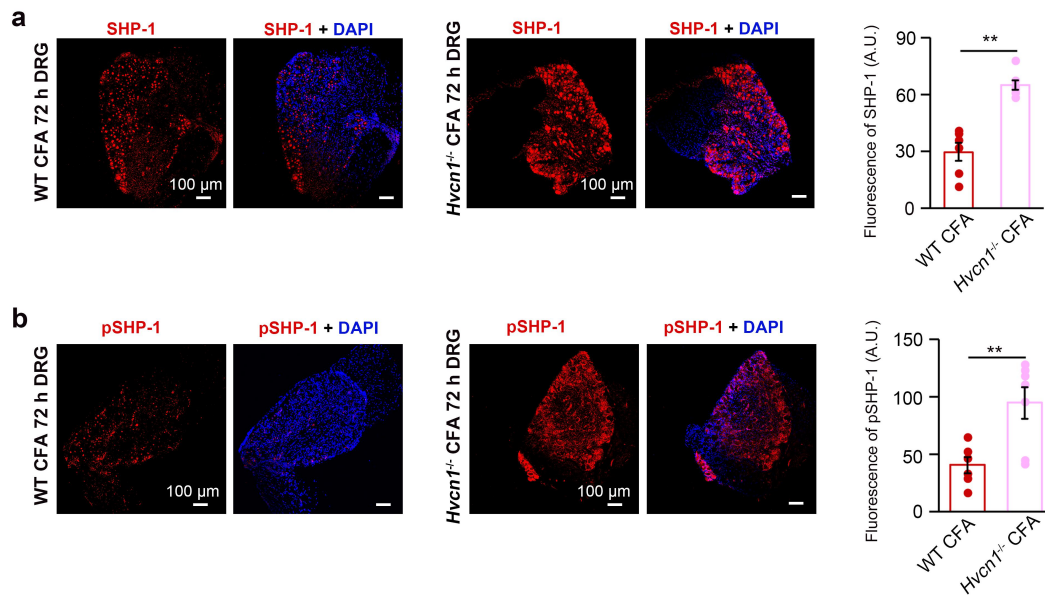 a
SHP-1
SHP-1 + DAPI
SHP-1
SHP-1 + DAPI
WT CFA 72 h DRG
100 µm
Hvcn1-/- CFA 72 h DRG
100 µm
Fluorescence of SHP-1 (A.U.)
90
60
30
0
**
WT CFA
Hvcn1-/- CFA
b
pSHP-1
pSHP-1 + DAPI
pSHP-1
pSHP-1 + DAPI
WT CFA 72 h DRG
100 µm
Hvcn1-/- CFA 72 h DRG
100 µm
Fluorescence of pSHP-1 (A.U.)
150
100
50
0
**
WT CFA
Hvcn1-/- CFA